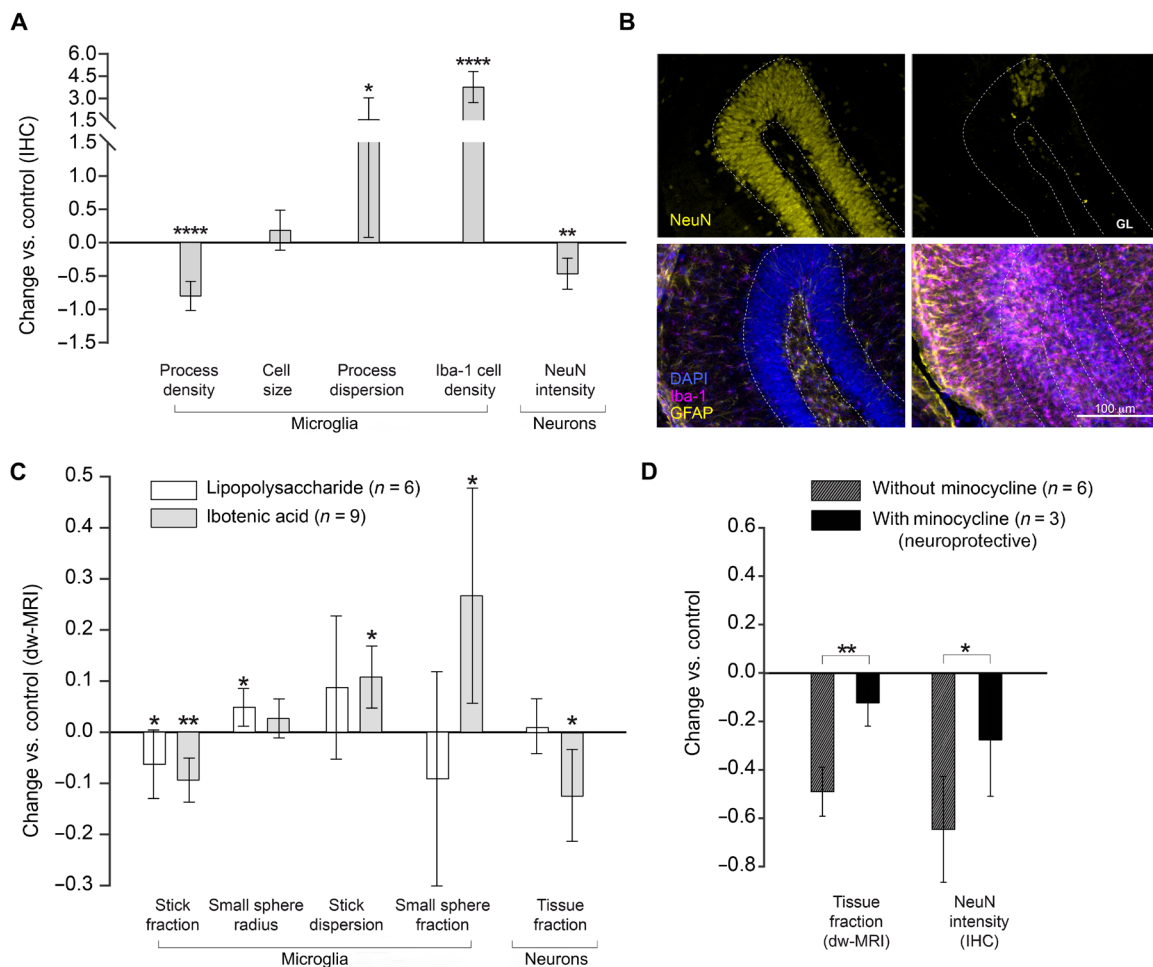 A
Change vs. control (IHC)
6.0
4.5
3.0
1.5
1.5
0.5
0.0
−0.5
−1.0
−1.5
****
*
****
**
Process density
Cell size
Process dispersion
Iba-1 cell density
NeuN intensity
Microglia
Neurons
B
NeuN
GL
DAPI
Iba-1
GFAP
100 µm
C
Change vs. control (dw-MRI)
0.5
0.4
0.3
0.2
0.1
0.0
−0.1
−0.2
−0.3
Lipopolysaccharide (n = 6)
Ibotenic acid (n = 9)
*
**
*
*
*
*
Stick fraction
Small sphere radius
Stick dispersion
Small sphere fraction
Tissue fraction
Microglia
Neurons
D
Without minocycline (n = 6)
With minocycline (n = 3)
(neuroprotective)
Change vs. control
0.6
0.4
0.2
0.0
−0.2
−0.4
−0.6
−0.8
**
*
Tissue fraction (dw-MRI)
NeuN intensity (IHC)